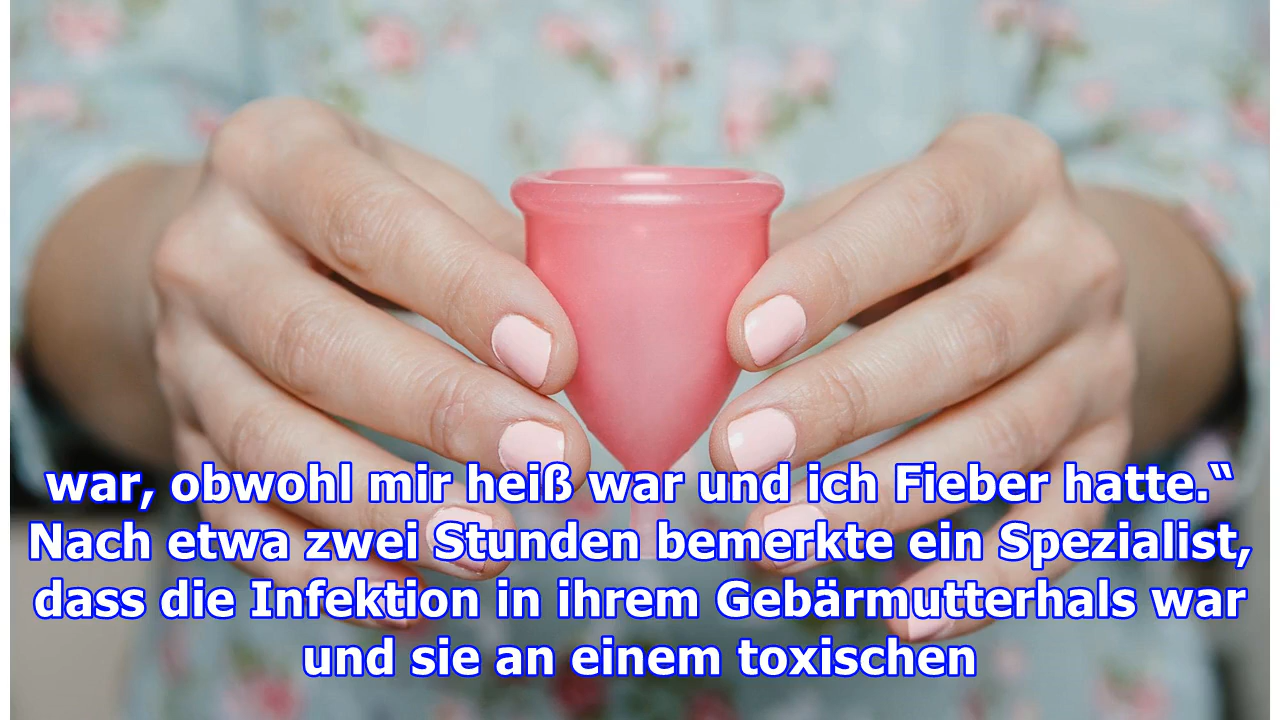 war, obwohl mir heiß war und ich Fieber hatte.“
Nach etwa zwei Stunden bemerkte ein Spezialist,
dass die Infektion in ihrem Gebärmutterhals war
und sie an einem toxischen